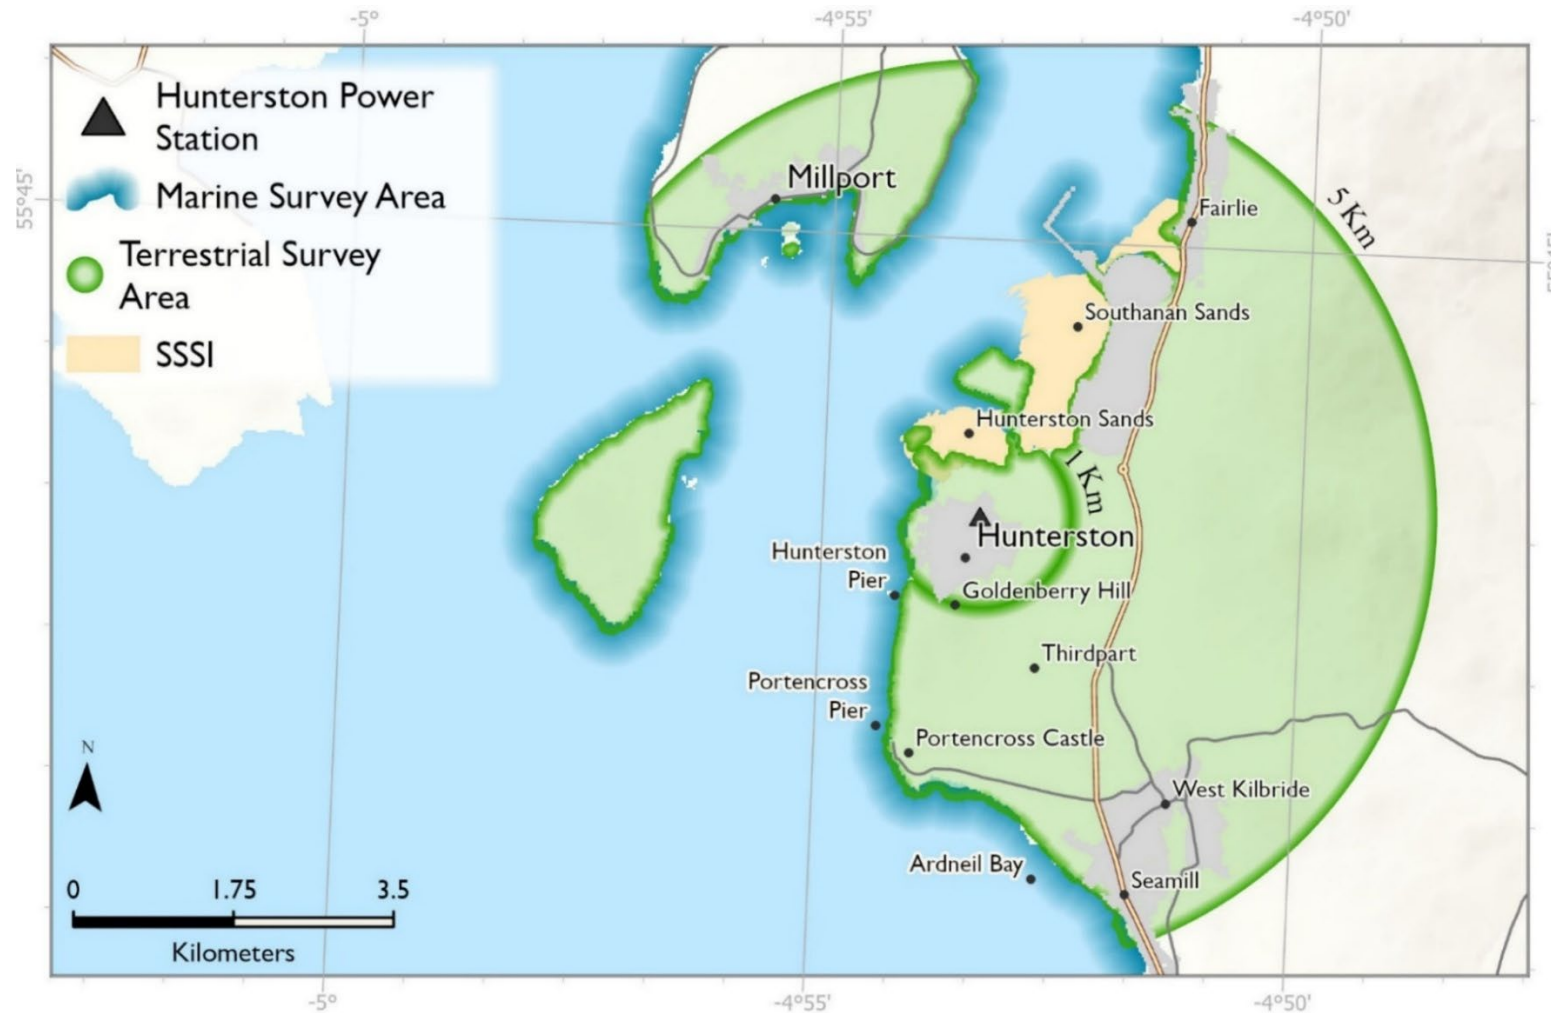 -5°
-4°55'
-4°50'
55°45'
Hunterston Power
Station
Marine Survey Area
Terrestrial Survey
Area
SSSI
Millport
5 Km
Fairlie
Southanan Sands
Hunterston Sands
1 Km
Hunterston
Hunterston
Pier
Goldenberry Hill
Thirdpart
Portencross
Pier
Portencross Castle
West Kilbride
Ardneil Bay
Seamill
N
0
1.75
3.5
Kilometers
-5°
-4°55'
-4°50'